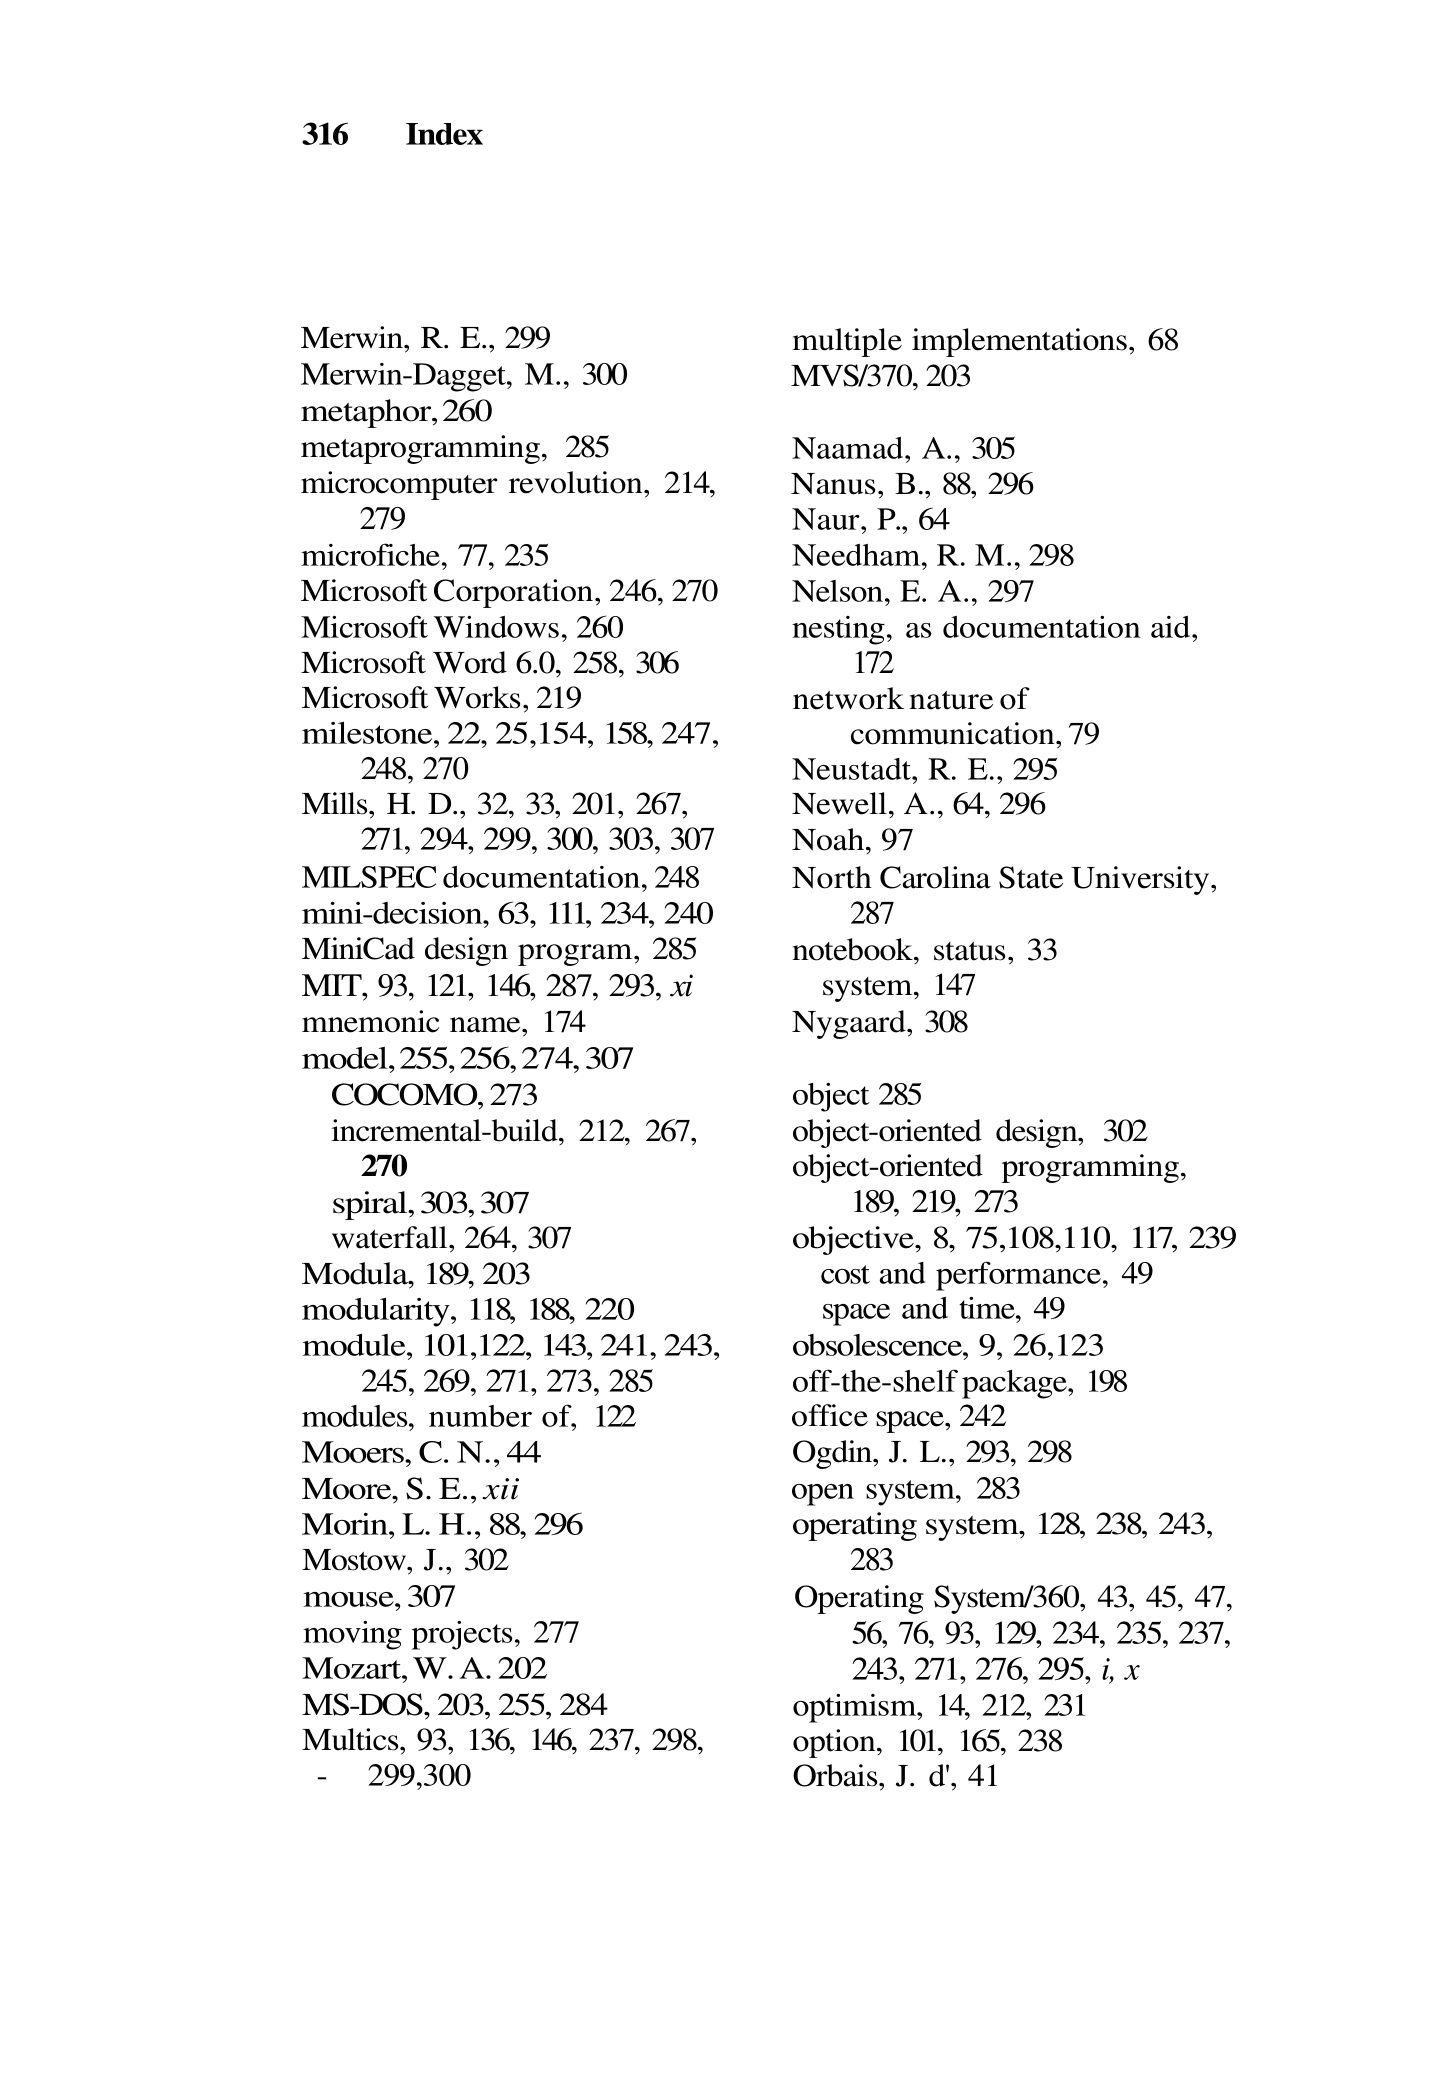 316 Index
Merwin, R. E., 299
Merwin-Dagget, M., 300
metaphor, 260
metaprogramming, 285
microcomputer revolution, 214,
279
microfiche, 77, 235
Microsoft Corporation, 246, 270
Microsoft Windows, 260
Microsoft Word 6.0, 258, 306
Microsoft Works, 219
milestone, 22, 25,154, 158, 247,
248, 270
Mills, H. D., 32, 33, 201, 267,
271, 294, 299, 300, 303, 307
MILSPEC documentation, 248
mini-decision, 63, 111, 234, 240
MiniCad design program, 285
MIT, 93, 121, 146, 287, 293, xi
mnemonic name, 174
model, 255, 256, 274, 307
COCOMO, 273
incremental-build, 212, 267,
270
spiral, 303, 307
waterfall, 264, 307
Modula, 189, 203
modularity, 118, 188, 220
module, 101,122, 143, 241, 243,
245, 269, 271, 273, 285
modules, number of, 122
Mooers, C. N., 44
Moore, S. E., xii
Morin, L. H., 88, 296
Mostow, J., 302
mouse, 307
moving projects, 277
Mozart, W. A. 202
MS-DOS, 203, 255, 284
Multics, 93, 136, 146, 237, 298,
- 299,300
multiple implementations, 68
MVS/370, 203
Naamad, A., 305
Nanus, B., 88, 296
Naur, P., 64
Needham, R. M., 298
Nelson, E. A., 297
nesting, as documentation aid,
172
network nature of
communication, 79
Neustadt, R. E., 295
Newell, A., 64, 296
Noah, 97
North Carolina State University,
287
notebook, status, 33
system, 147
Nygaard, 308
object 285
object-oriented design, 302
object-oriented programming,
189, 219, 273
objective, 8, 75,108,110, 117, 239
cost and performance, 49
space and time, 49
obsolescence, 9, 26,123
off-the-shelf package, 198
office space, 242
Ogdin, J. L., 293, 298
open system, 283
operating system, 128, 238, 243,
283
Operating System/360, 43, 45, 47,
56, 76, 93, 129, 234, 235, 237,
243, 271, 276, 295, i, x
optimism, 14, 212, 231
option, 101, 165, 238
Orbais, J. d', 41